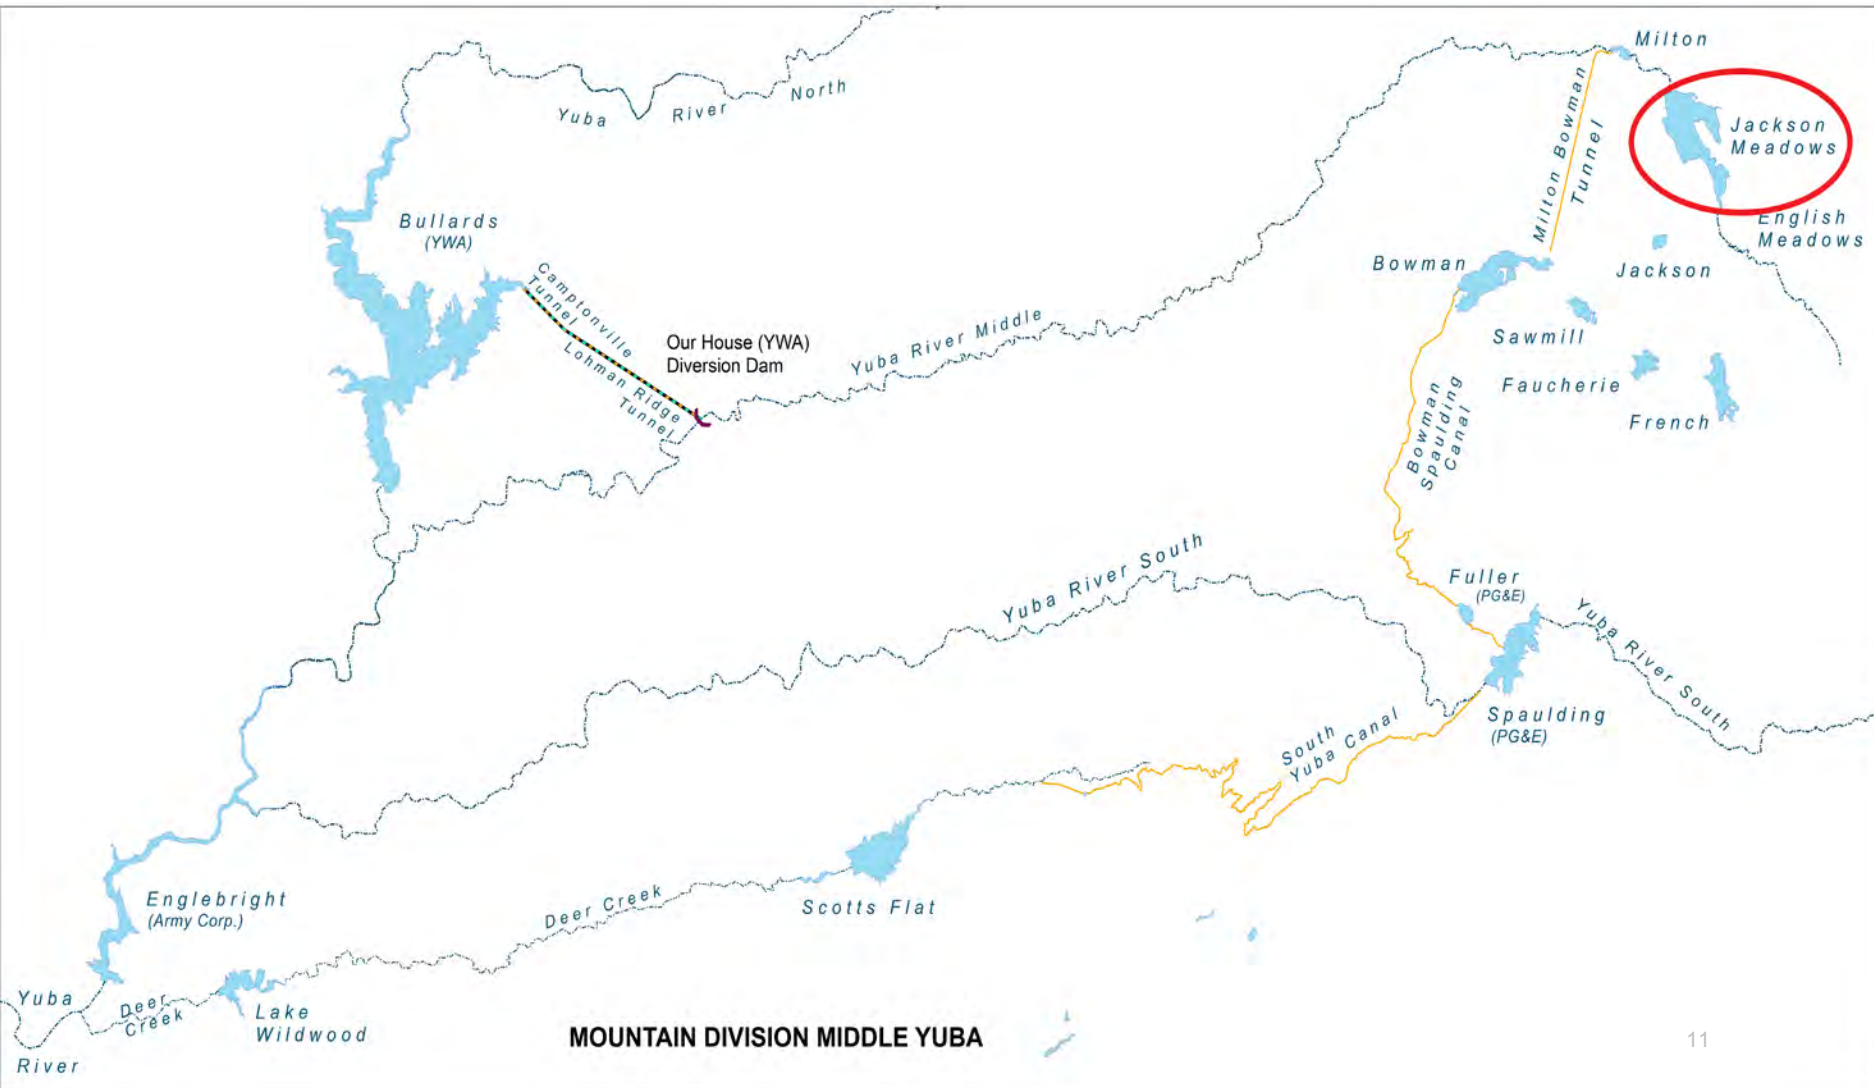 Milton
Yuba River North
Milton Bowman
Tunnel
Jackson
Meadows
Bullards
(YWA)
English
Meadows
Bowman
Jackson
Camptonville
Tunnel
Lohman Ridge
Tunnel
Our House (YWA)
Diversion Dam
Yuba River Middle
Sawmill
Faucherie
French
Bowman
Spaulding
Canal
Yuba River South
Fuller
(PG&E)
Yuba River South
Spaulding
(PG&E)
South
Yuba Canal
Englebright
(Army Corp.)
Deer Creek
Scotts Flat
Yuba
River
Deer
Creek
Lake
Wildwood
MOUNTAIN DIVISION MIDDLE YUBA
11